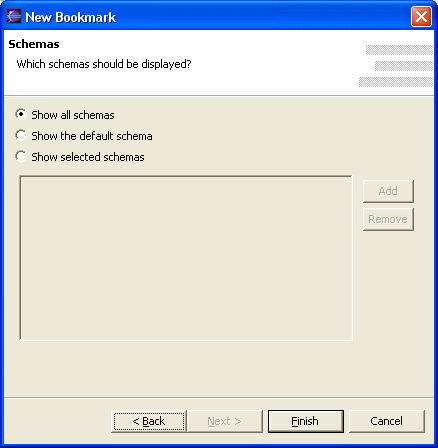 New Bookmark
Schemas
Which schemas should be displayed?
Show all schemas
Show the default schema
Show selected schemas
Add
Remove
< Back Next > Finish Cancel